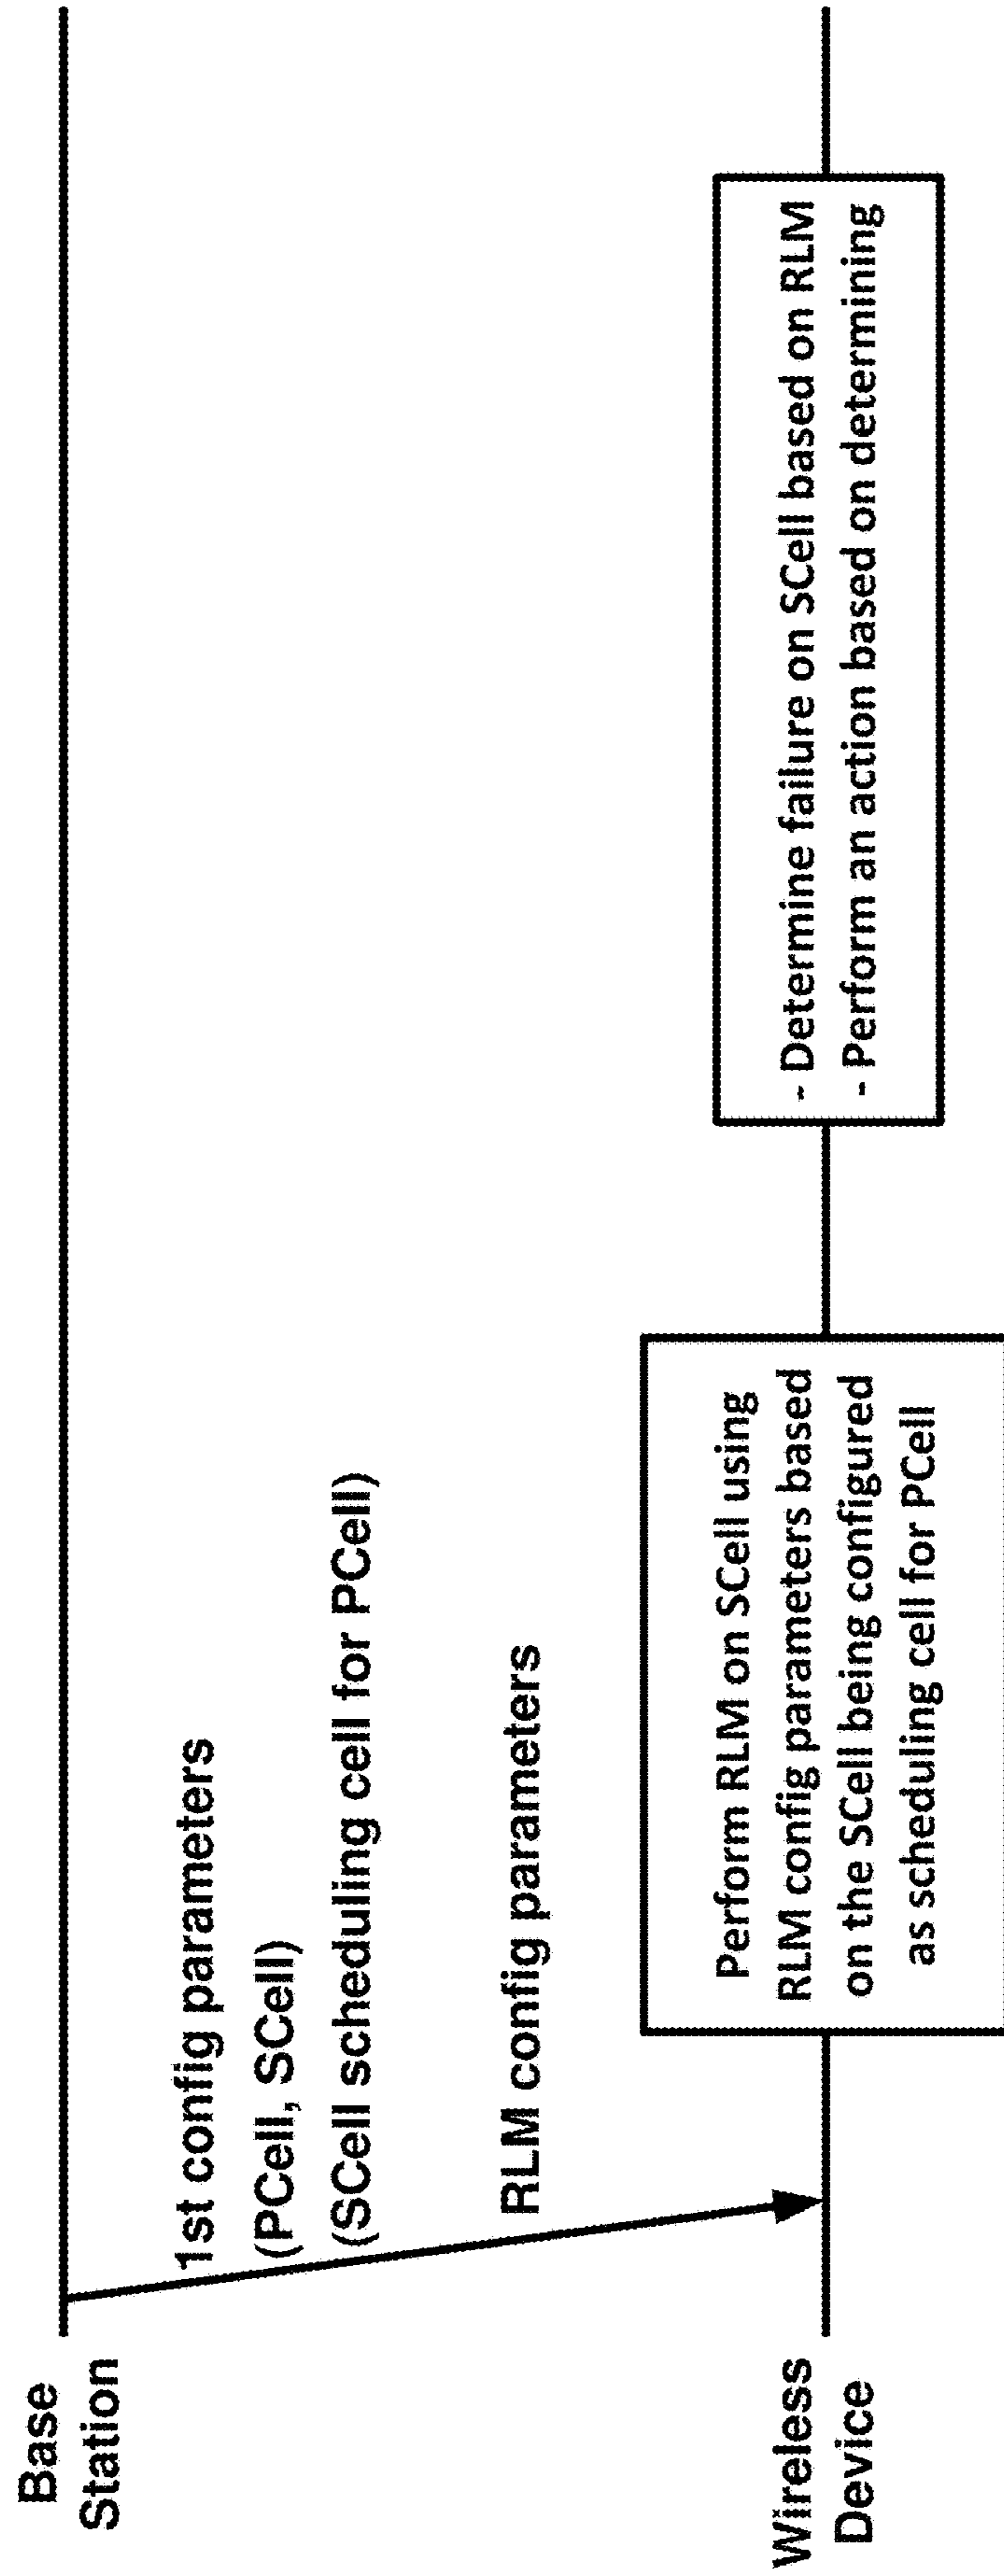 Base
Station
1st config parameters
(PCell, SCell)
(SCell scheduling cell for PCell)
RLM config parameters
Wireless
Device
Perform RLM on SCell using
RLM config parameters based
on the SCell being configured
as scheduling cell for PCell
- Determine failure on SCell based on RLM
- Perform an action based on determining